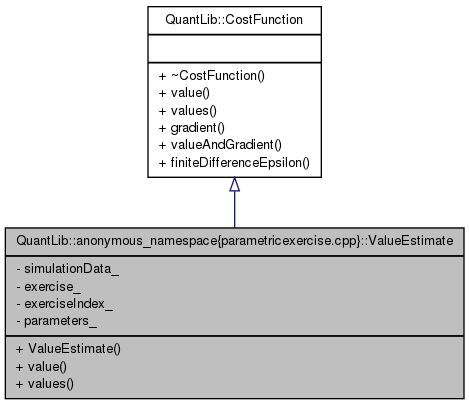 QuantLib::CostFunction
+ ~CostFunction()
+ value()
+ values()
+ gradient()
+ valueAndGradient()
+ finiteDifferenceEpsilon()
QuantLib::anonymous_namespace{parametricexercise.cpp}::ValueEstimate
- simulationData_
- exercise_
- exerciseIndex_
- parameters_
+ ValueEstimate()
+ value()
+ values()